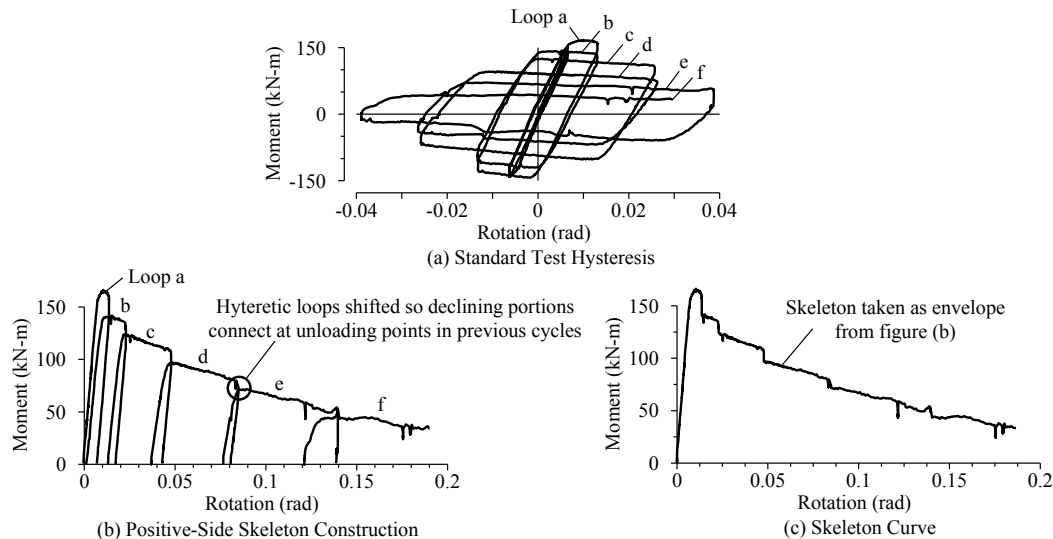 Loop a
b
c
d
e
f
150
0
-150
Moment (kN-m)
-0.04
-0.02
0
0.02
0.04
Rotation (rad)
(a) Standard Test Hysteresis
Loop a
b
c
d
e
f
Hyteretic loops shifted so declining portions
connect at unloading points in previous cycles
150
100
50
0
Moment (kN-m)
0
0.05
0.1
0.15
0.2
Rotation (rad)
(b) Positive-Side Skeleton Construction
Skeleton taken as envelope
from figure (b)
150
100
50
0
Moment (kN-m)
0
0.05
0.1
0.15
0.2
Rotation (rad)
(c) Skeleton Curve